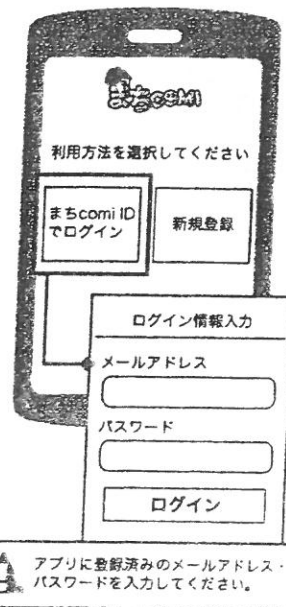 まちcomi
利用方法を選択してください
まちcomi ID
でログイン
新規登録
ログイン情報入力
メールアドレス
パスワード
ログイン
アプリに登録済みのメールアドレス・
パスワードを入力してください。